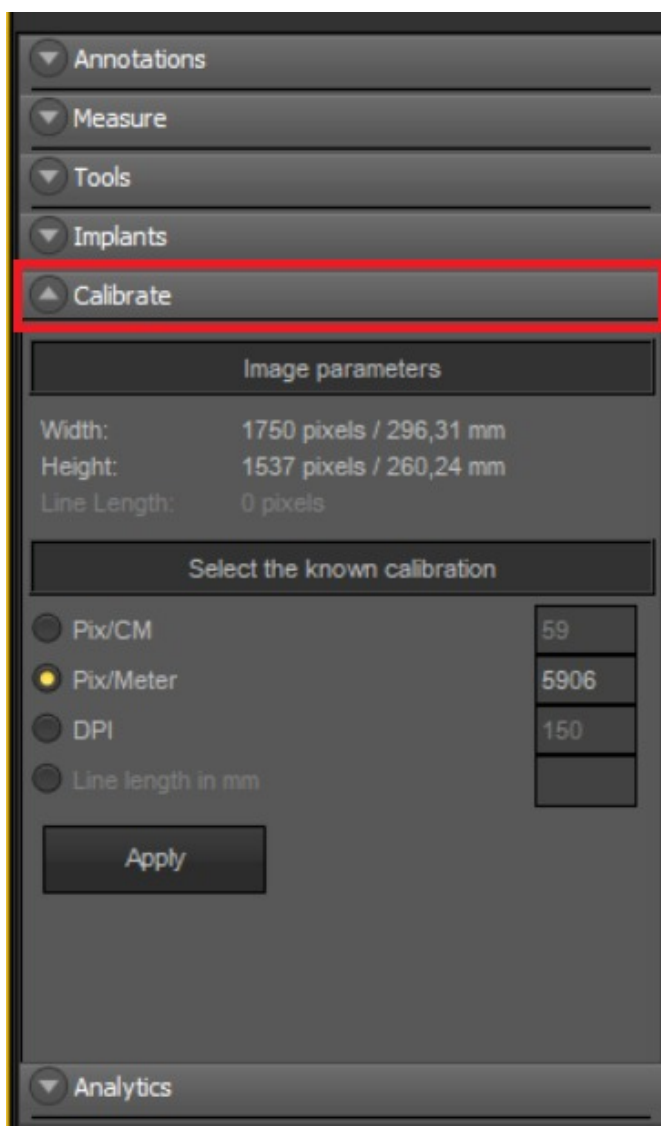 Annotations
Measure
Tools
Implants
Calibrate
Image parameters
Width: 1750 pixels / 296,31 mm
Height: 1537 pixels / 260,24 mm
Line Length: 0 pixels
Select the known calibration
Pix/CM 59
Pix/Meter 5906
DPI 150
Line length in mm
Apply
Analytics